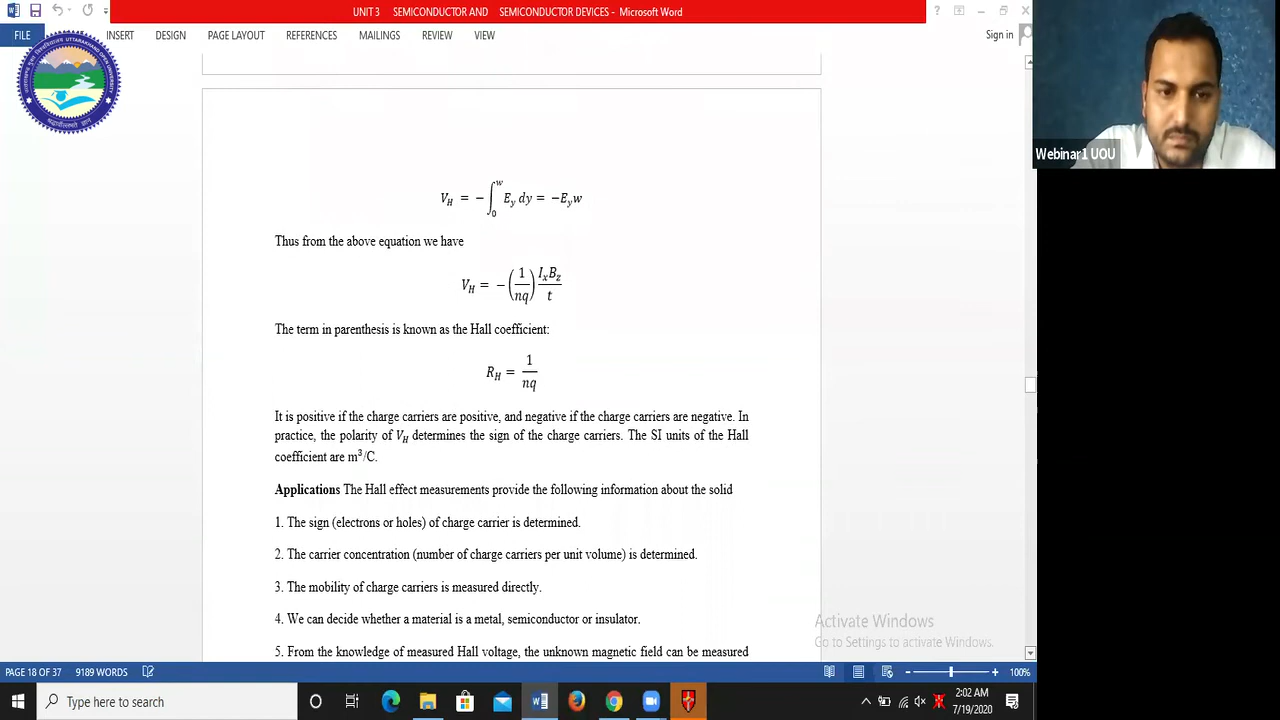 UNIT 3 SEMICONDUCTOR AND SEMICONDUCTOR DEVICES - Microsoft Word
FILE INSERT DESIGN PAGE LAYOUT REFERENCES MAILINGS REVIEW VIEW Sign in
V_H = −∫_0^w E_y dy = −E_y w
Thus from the above equation we have
V_H = −(1/nq) I_x B_z / t
The term in parenthesis is known as the Hall coefficient:
R_H = 1/nq
It is positive if the charge carriers are positive, and negative if the charge carriers are negative. In
practice, the polarity of V_H determines the sign of the charge carriers. The SI units of the Hall
coefficient are m³/C.
Applications The Hall effect measurements provide the following information about the solid
1. The sign (electrons or holes) of charge carrier is determined.
2. The carrier concentration (number of charge carriers per unit volume) is determined.
3. The mobility of charge carriers is measured directly.
4. We can decide whether a material is a metal, semiconductor or insulator.
5. From the knowledge of measured Hall voltage, the unknown magnetic field can be measured
Webinar1 UOU
Activate Windows
Go to Settings to activate Windows.
PAGE 18 OF 37 9189 WORDS 100%
Type here to search
2:02 AM
7/19/2020